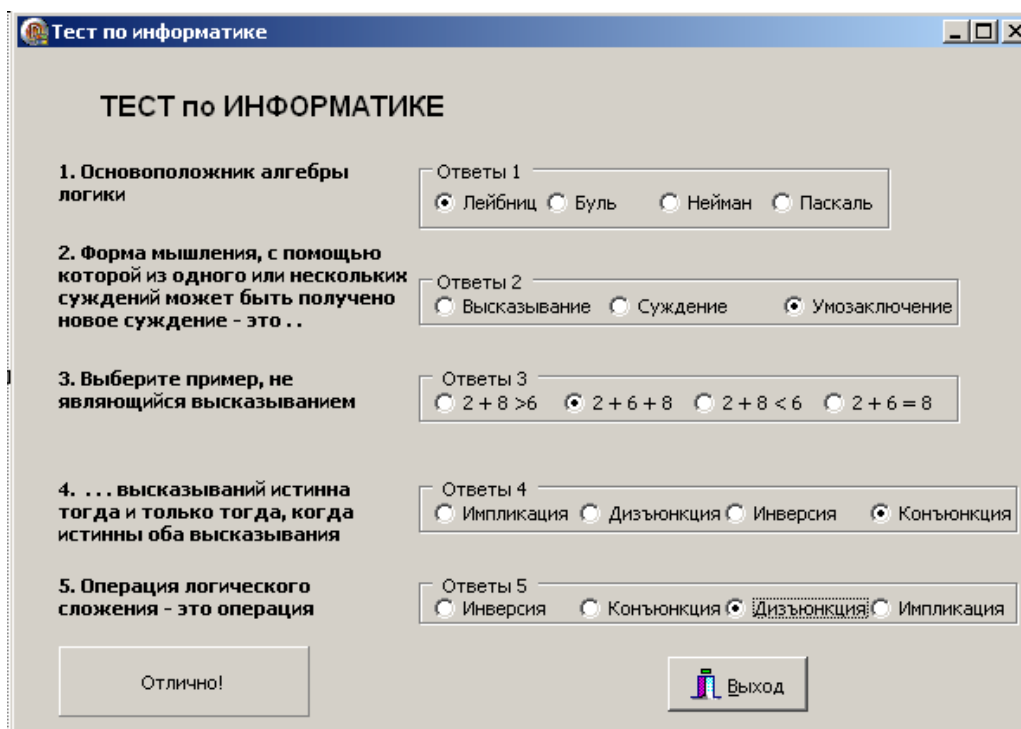 Тест по информатике
ТЕСТ по ИНФОРМАТИКЕ
1. Основоположник алгебры
логики
Ответы 1
Лейбниц Буль Нейман Паскаль
2. Форма мышления, с помощью
которой из одного или нескольких
суждений может быть получено
новое суждение - это . .
Ответы 2
Высказывание Суждение Умозаключение
3. Выберите пример, не
являющийся высказыванием
Ответы 3
2 + 8 >6 2 + 6 + 8 2 + 8 < 6 2 + 6 = 8
4. . . . высказываний истинна
тогда и только тогда, когда
истинны оба высказывания
Ответы 4
Импликация Дизъюнкция Инверсия Конъюнкция
5. Операция логического
сложения - это операция
Ответы 5
Инверсия Конъюнкция Дизъюнкция Импликация
Отлично!
Выход